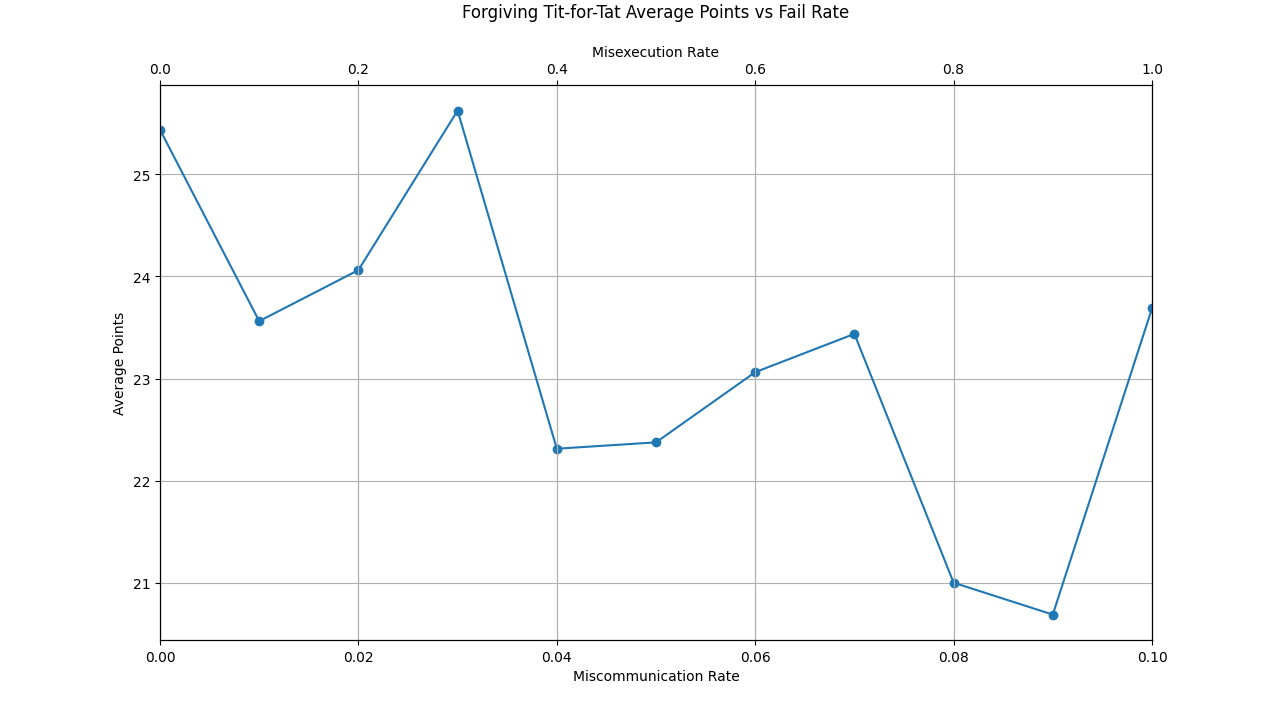 Forgiving Tit-for-Tat Average Points vs Fail Rate
Misexecution Rate
0.0 0.2 0.4 0.6 0.8 1.0
25
24
23
22
21
Average Points
0.00 0.02 0.04 0.06 0.08 0.10
Miscommunication Rate